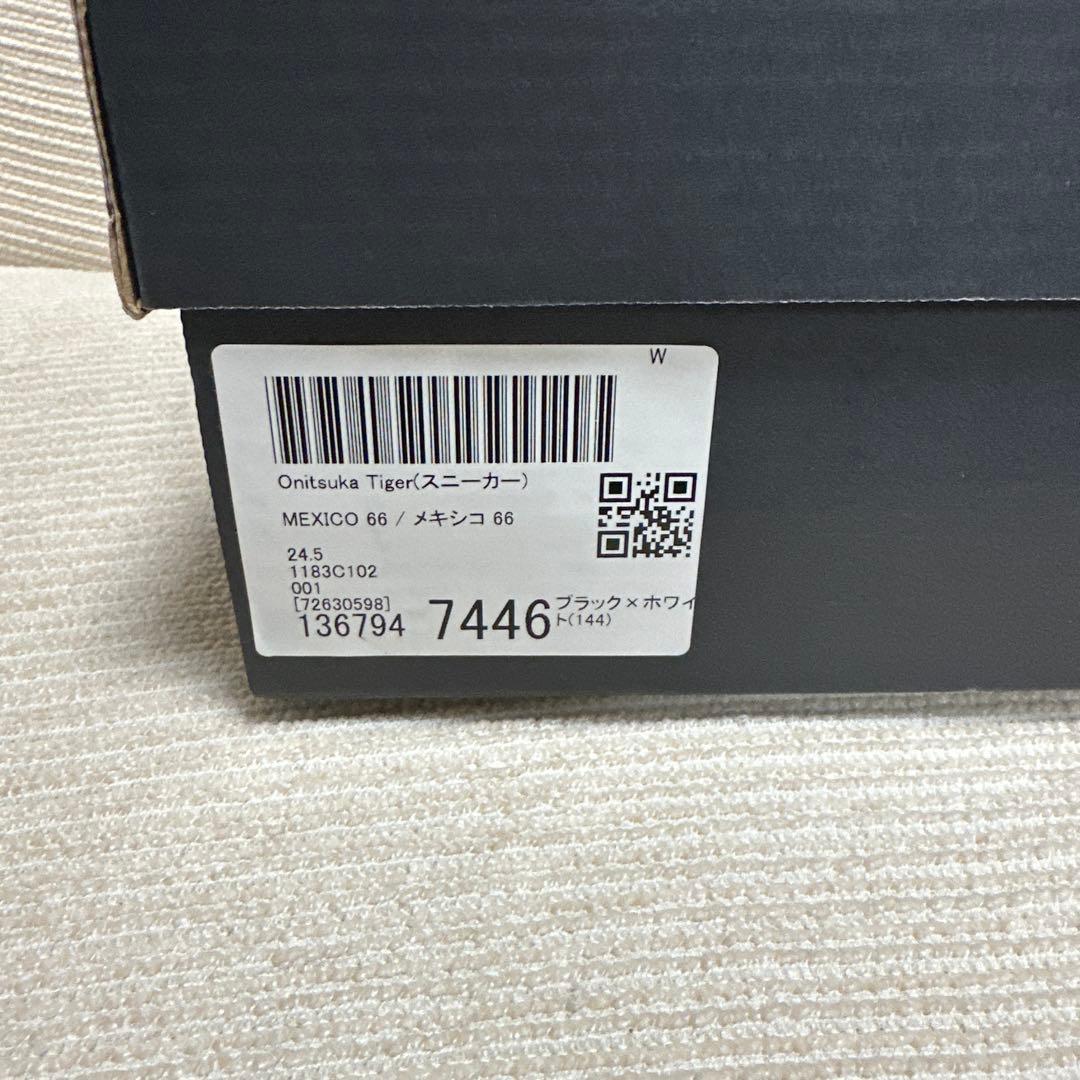 W
Onitsuka Tiger(スニーカー)
MEXICO 66 / メキシコ 66
24.5
1183C102
001
[72630598]
136794 7446 ブラック×ホワイ
ト(144)